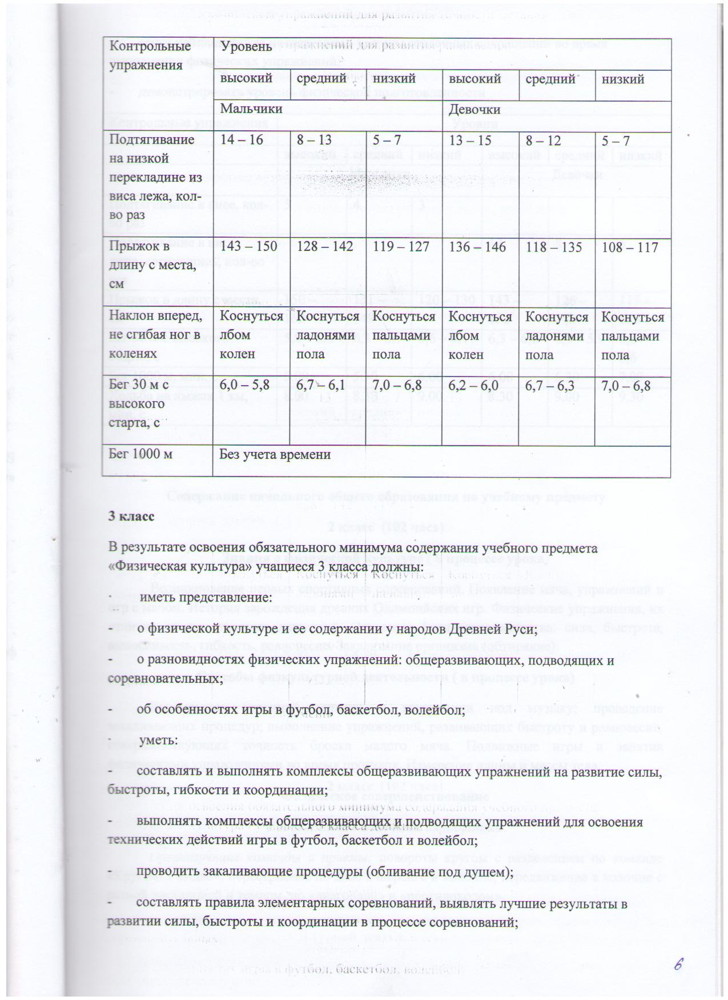 Контрольные упражнения Уровень
высокий средний низкий высокий средний низкий
Мальчики Девочки
Подтягивание 14 – 16 8 – 13 5 – 7 13 – 15 8 – 12 5 – 7
на низкой
перекладине из
виса лежа, кол-
во раз
Прыжок в 143 – 150 128 – 142 119 – 127 136 – 146 118 – 135 108 – 117
длину с места,
см
Наклон вперед, Коснуться Коснуться Коснуться Коснуться Коснуться Коснуться
не сгибая ног в лбом ладонями пальцами лбом ладонями пальцами
коленях колен пола пола колен пола пола
Бег 30 м с 6,0 – 5,8 6,7 – 6,1 7,0 – 6,8 6,2 – 6,0 6,7 – 6,3 7,0 – 6,8
высокого
старта, с
Бег 1000 м Без учета времени
3 класс
В результате освоения обязательного минимума содержания учебного предмета
«Физическая культура» учащиеся 3 класса должны:
· иметь представление:
- о физической культуре и ее содержании у народов Древней Руси;
- о разновидностях физических упражнений: общеразвивающих, подводящих и
соревновательных;
- об особенностях игры в футбол, баскетбол, волейбол;
· уметь:
- составлять и выполнять комплексы общеразвивающих упражнений на развитие силы,
быстроты, гибкости и координации;
- выполнять комплексы общеразвивающих и подводящих упражнений для освоения
технических действий игры в футбол, баскетбол и волейбол;
- проводить закаливающие процедуры (обливание под душем);
- составлять правила элементарных соревнований, выявлять лучшие результаты в
развитии силы, быстроты и координации в процессе соревнований;
6